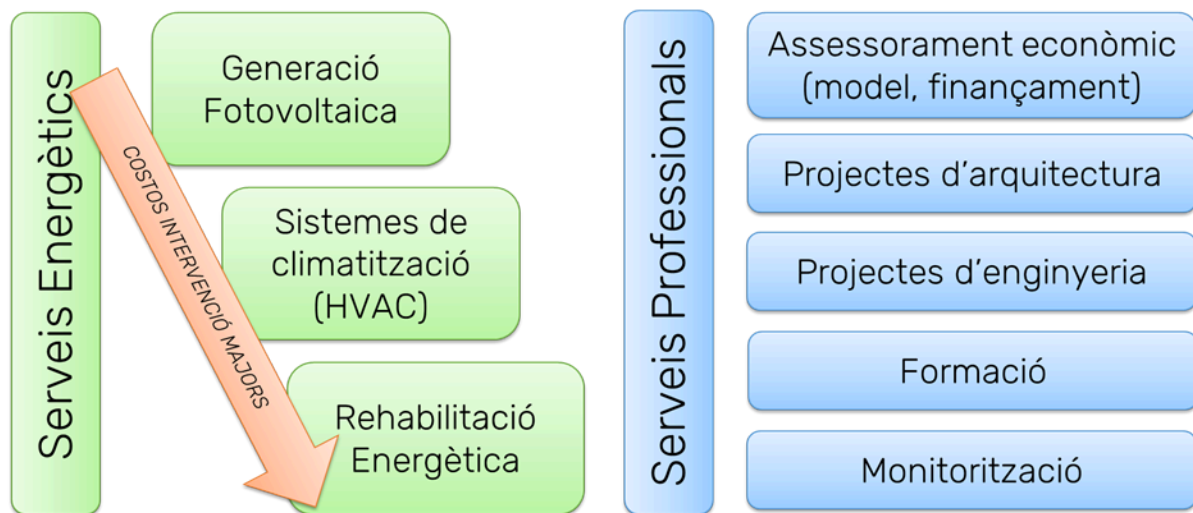 Serveis Energètics
Generació
Fotovoltaica
COSTOS INTERVENCIÓ MAJORS
Sistemes de
climatització
(HVAC)
Rehabilitació
Energètica
Serveis Professionals
Assessorament econòmic
(model, finançament)
Projectes d’arquitectura
Projectes d’enginyeria
Formació
Monitorització